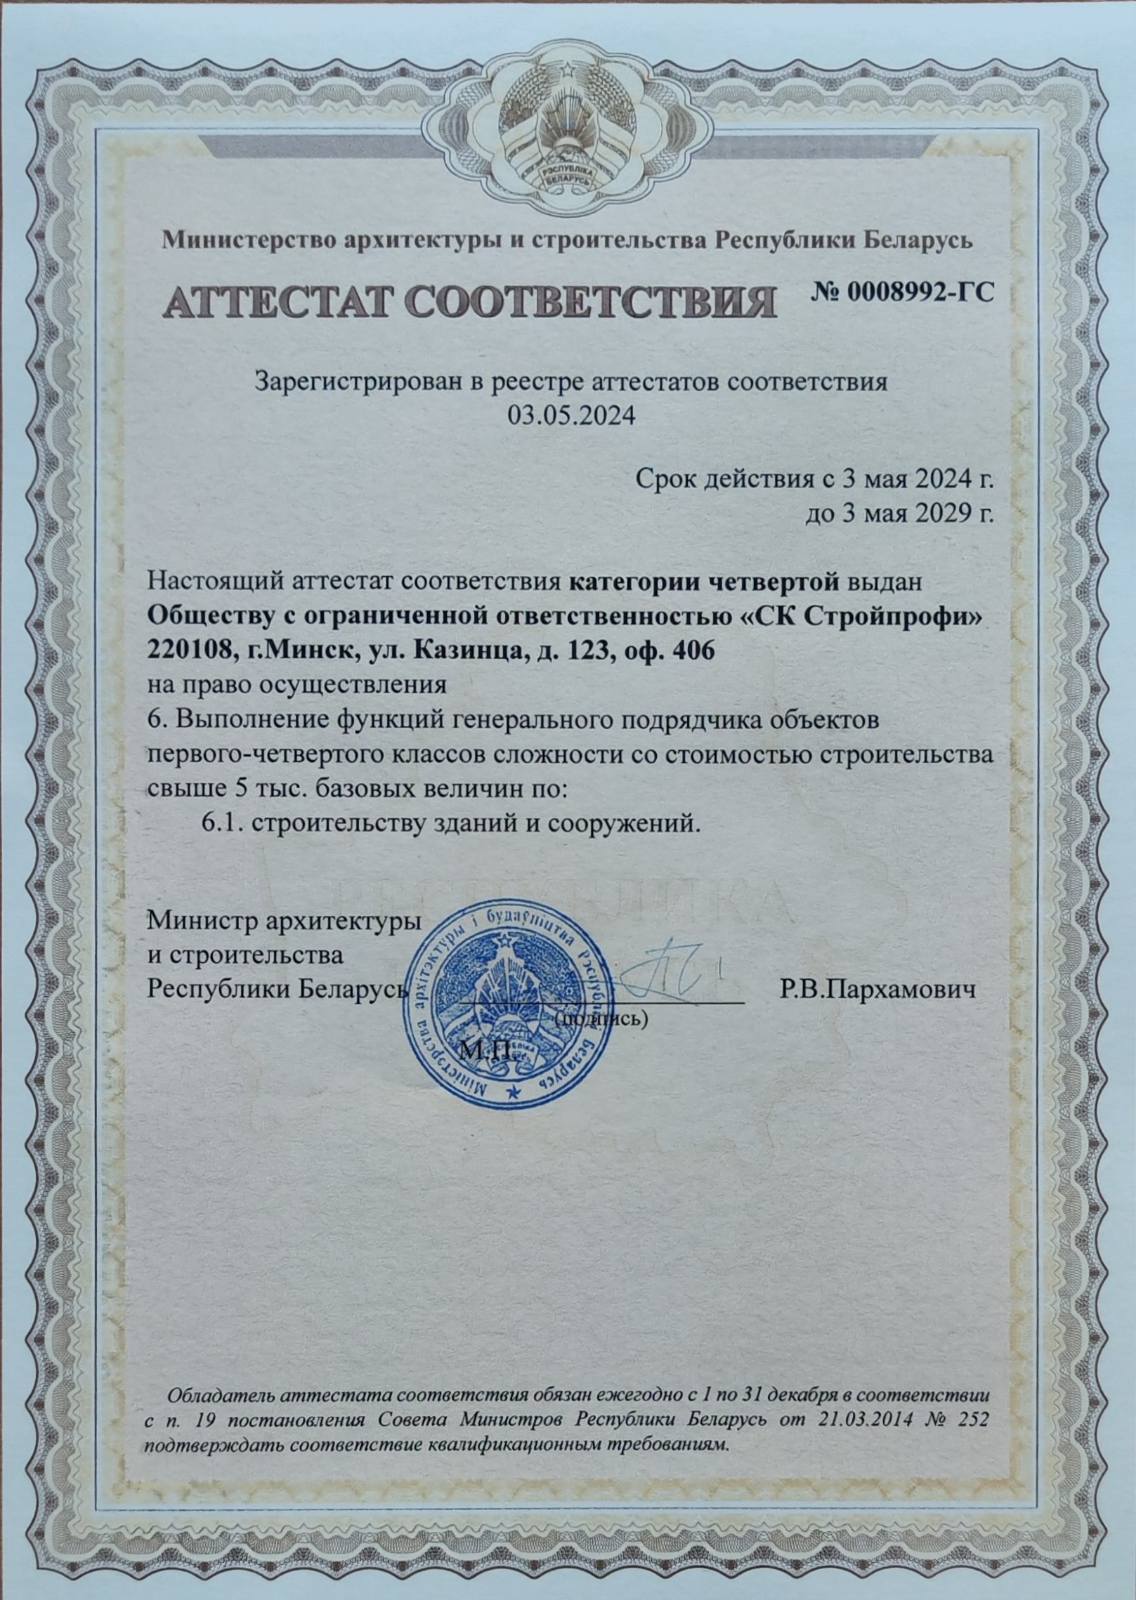 РЭСПУБЛІКА
БЕЛАРУСЬ
Министерство архитектуры и строительства Республики Беларусь
АТТЕСТАТ СООТВЕТСТВИЯ
№ 0008992-ГС
Зарегистрирован в реестре аттестатов соответствия
03.05.2024
Срок действия с 3 мая 2024 г.
до 3 мая 2029 г.
Настоящий аттестат соответствия категории четвертой выдан
Обществу с ограниченной ответственностью «СК Стройпрофи»
220108, г.Минск, ул. Казинца, д. 123, оф. 406
на право осуществления
6. Выполнение функций генерального подрядчика объектов
первого-четвертого классов сложности со стоимостью строительства
свыше 5 тыс. базовых величин по:
6.1. строительству зданий и сооружений.
Министр архитектуры
и строительства
Республики Беларусь
Р.В.Пархамович
(подпись)
М.П.
Міністэрства архітэктуры і будаўніцтва Рэспублікі Беларусь
Обладатель аттестата соответствия обязан ежегодно с 1 по 31 декабря в соответствии
с п. 19 постановления Совета Министров Республики Беларусь от 21.03.2014 № 252
подтверждать соответствие квалификационным требованиям.